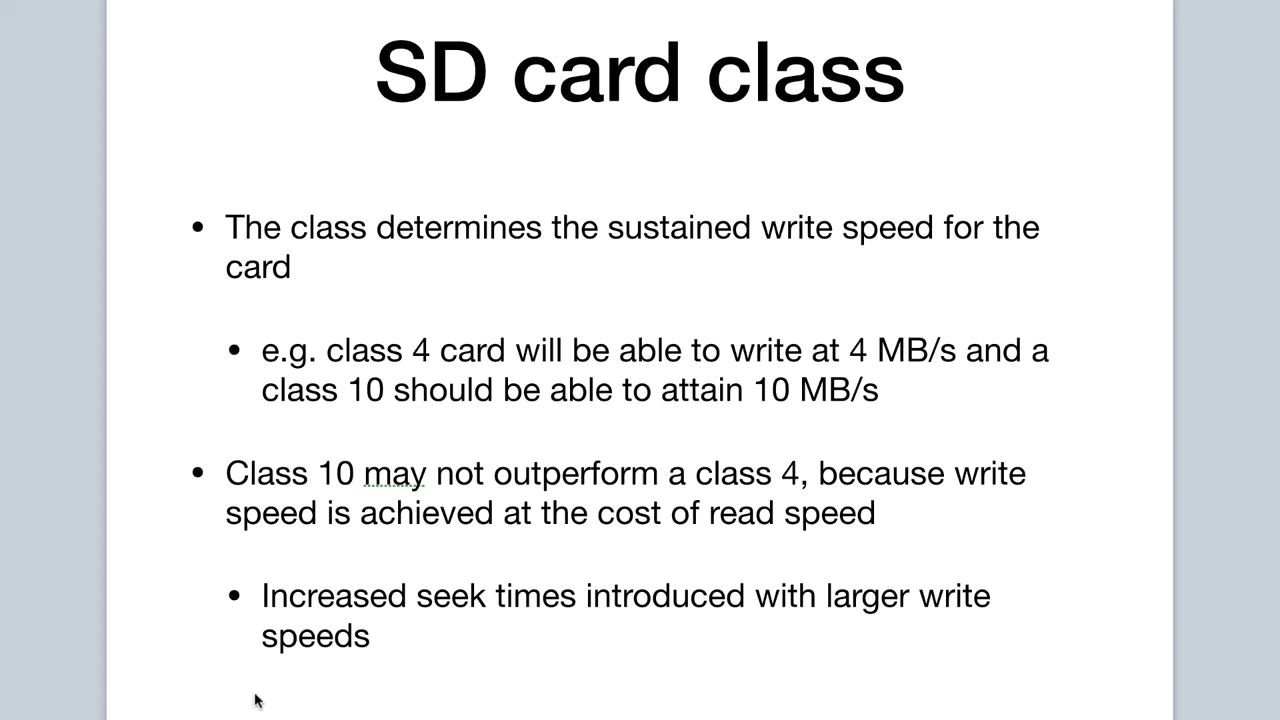 SD card class
• The class determines the sustained write speed for the
card
• e.g. class 4 card will be able to write at 4 MB/s and a
class 10 should be able to attain 10 MB/s
• Class 10 may not outperform a class 4, because write
speed is achieved at the cost of read speed
• Increased seek times introduced with larger write
speeds